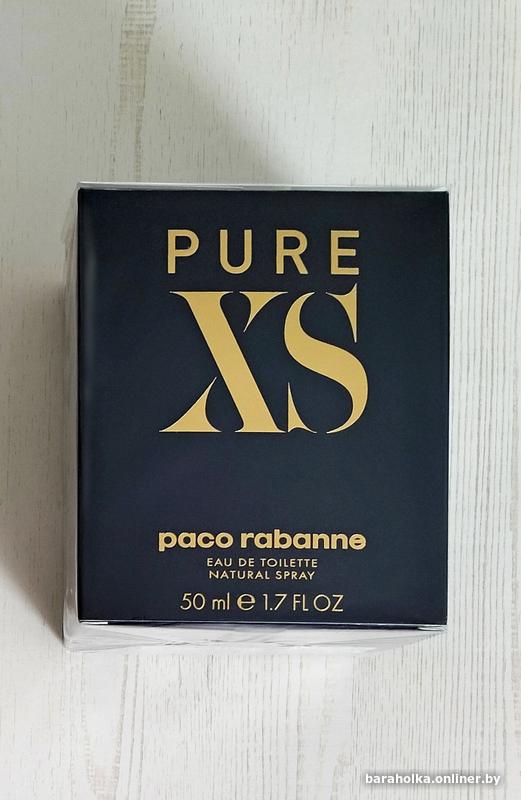 PURE
XS
paco rabanne
EAU DE TOILETTE
NATURAL SPRAY
50 ml ℮ 1.7 FL OZ
baraholka.onliner.by